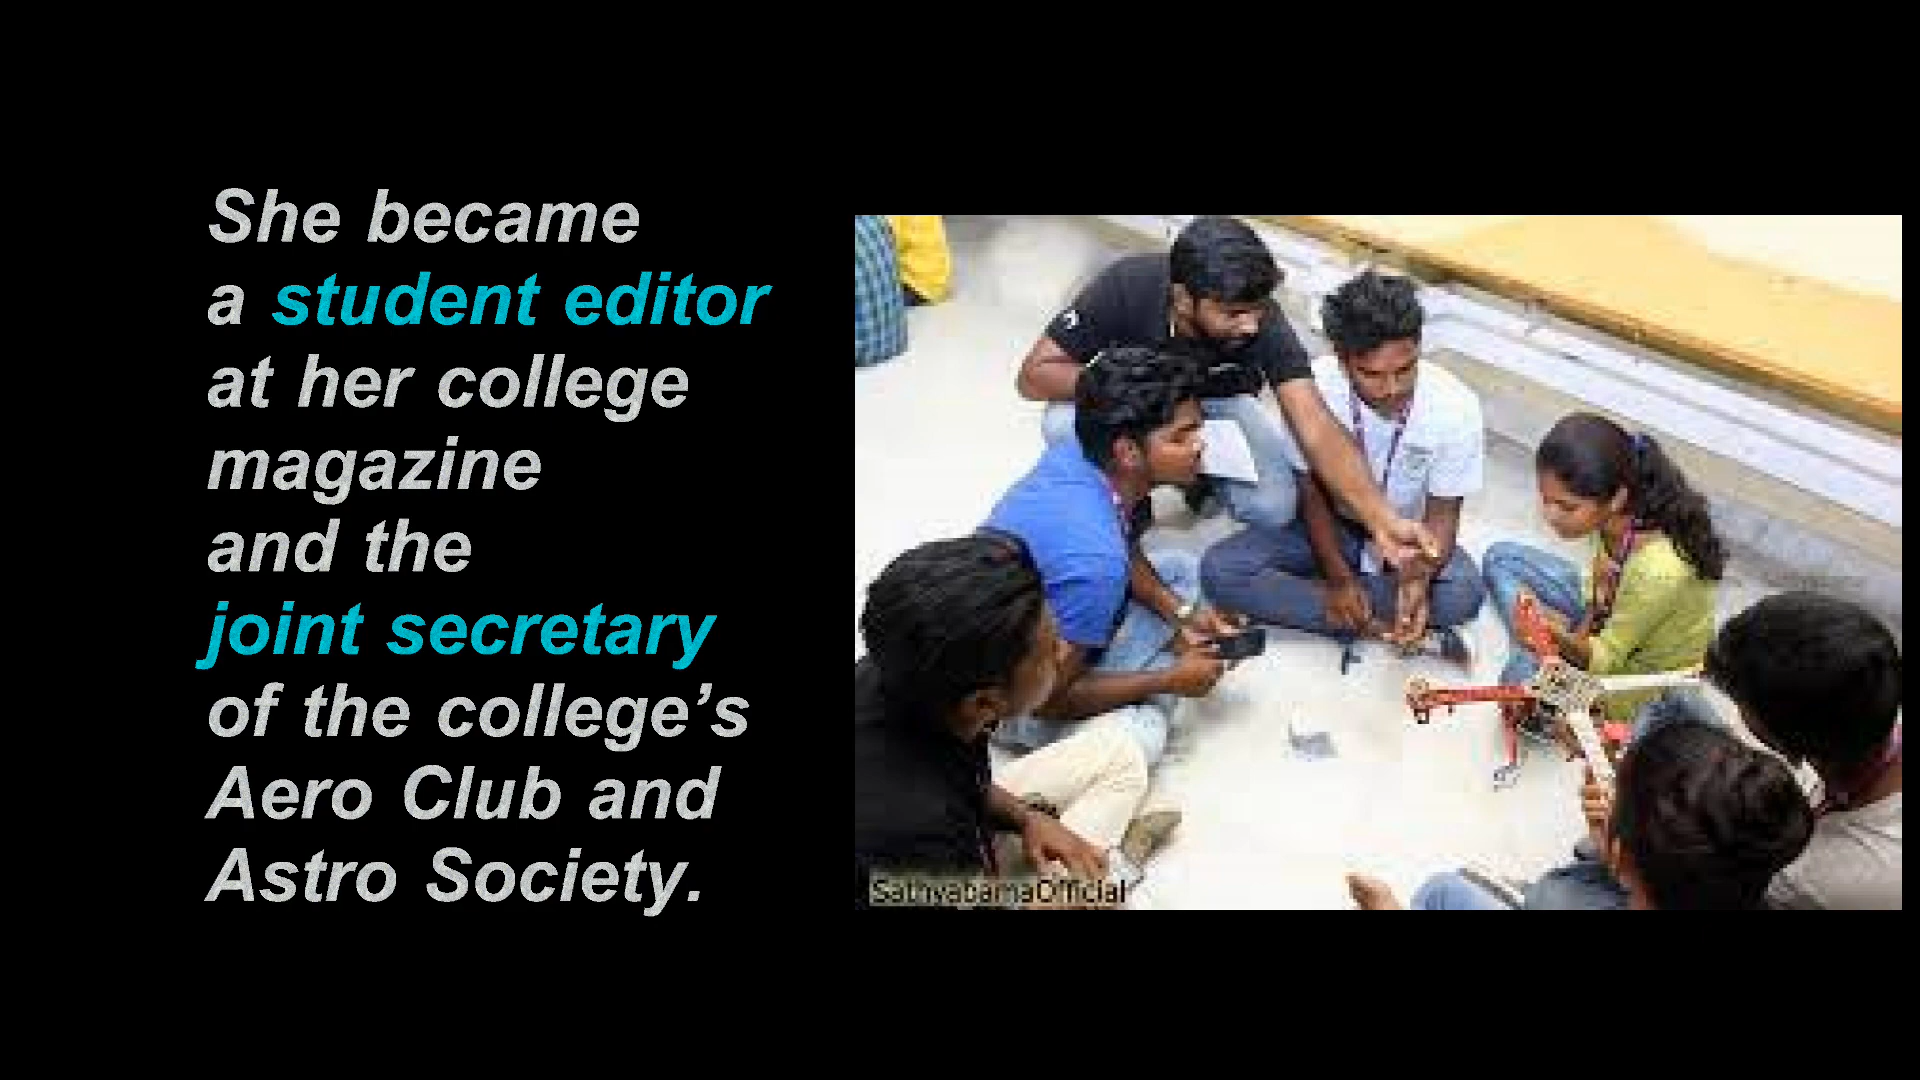 She became
a student editor
at her college
magazine
and the
joint secretary
of the college’s
Aero Club and
Astro Society.
SathyabamaOfficial